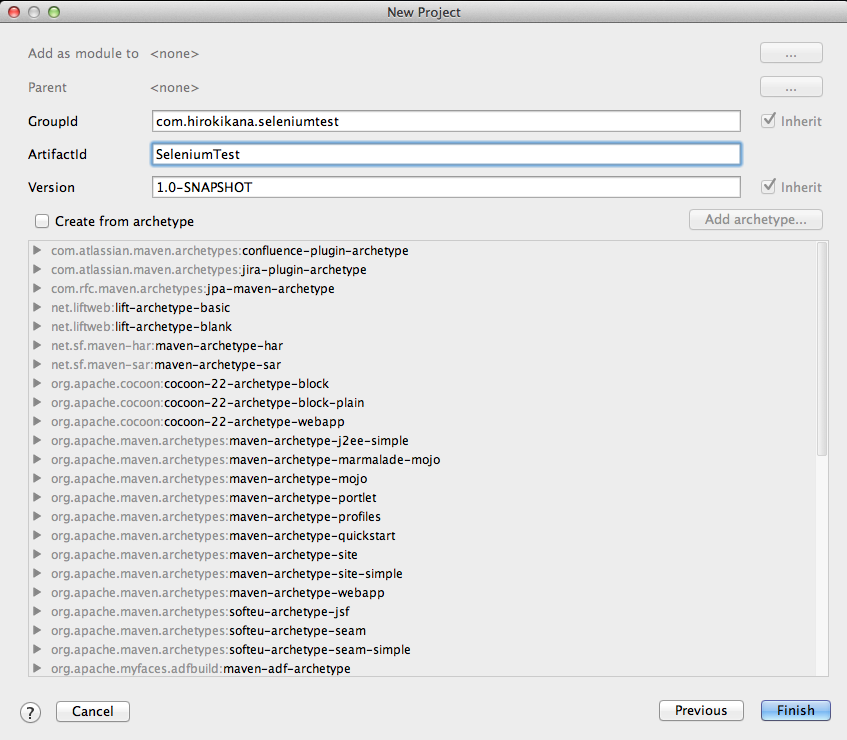 New Project
Add as module to <none> ...
Parent <none> ...
GroupId com.hirokikana.seleniumtest Inherit
ArtifactId SeleniumTest
Version 1.0-SNAPSHOT Inherit
Create from archetype Add archetype...
com.atlassian.maven.archetypes:confluence-plugin-archetype
com.atlassian.maven.archetypes:jira-plugin-archetype
com.rfc.maven.archetypes:jpa-maven-archetype
net.liftweb:lift-archetype-basic
net.liftweb:lift-archetype-blank
net.sf.maven-har:maven-archetype-har
net.sf.maven-sar:maven-archetype-sar
org.apache.cocoon:cocoon-22-archetype-block
org.apache.cocoon:cocoon-22-archetype-block-plain
org.apache.cocoon:cocoon-22-archetype-webapp
org.apache.maven.archetypes:maven-archetype-j2ee-simple
org.apache.maven.archetypes:maven-archetype-marmalade-mojo
org.apache.maven.archetypes:maven-archetype-mojo
org.apache.maven.archetypes:maven-archetype-portlet
org.apache.maven.archetypes:maven-archetype-profiles
org.apache.maven.archetypes:maven-archetype-quickstart
org.apache.maven.archetypes:maven-archetype-site
org.apache.maven.archetypes:maven-archetype-site-simple
org.apache.maven.archetypes:maven-archetype-webapp
org.apache.maven.archetypes:softeu-archetype-jsf
org.apache.maven.archetypes:softeu-archetype-seam
org.apache.maven.archetypes:softeu-archetype-seam-simple
org.apache.myfaces.adfbuild:maven-adf-archetype
? Cancel Previous Finish